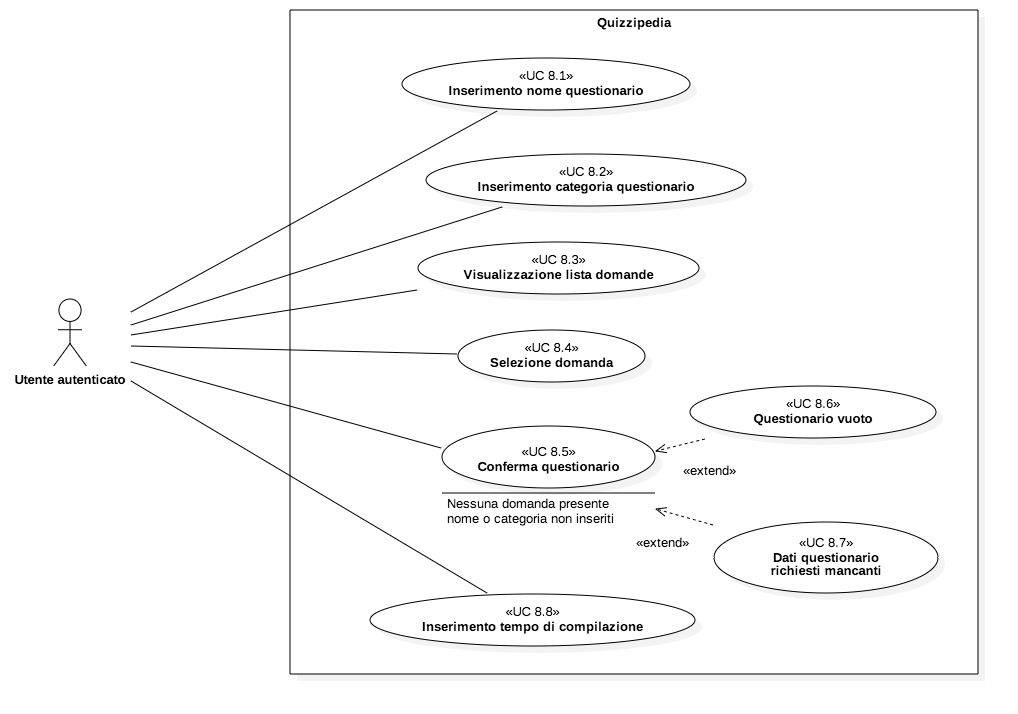 Quizzipedia
«UC 8.1»
Inserimento nome questionario
«UC 8.2»
Inserimento categoria questionario
«UC 8.3»
Visualizzazione lista domande
«UC 8.4»
Selezione domanda
Utente autenticato
«UC 8.6»
Questionario vuoto
«UC 8.5»
Conferma questionario
«extend»
Nessuna domanda presente
nome o categoria non inseriti
«extend»
«UC 8.7»
Dati questionario
richiesti mancanti
«UC 8.8»
Inserimento tempo di compilazione